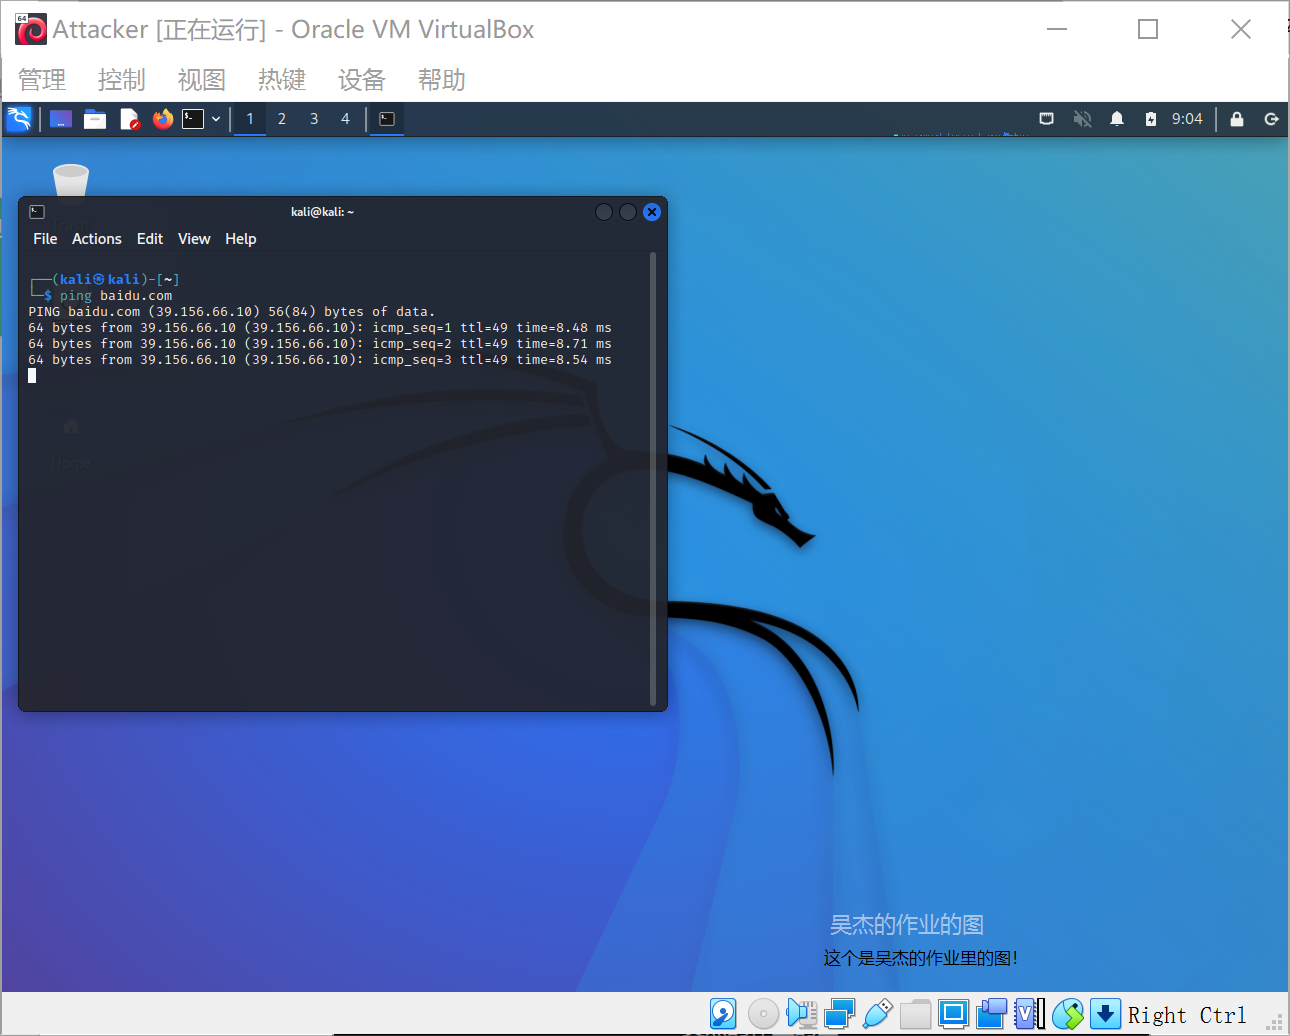 Attacker [正在运行] - Oracle VM VirtualBox
管理 控制 视图 热键 设备 帮助
1 2 3 4 9:04
kali@kali: ~
File Actions Edit View Help
┌──(kali㉿kali)-[~]
└─$ ping baidu.com
PING baidu.com (39.156.66.10) 56(84) bytes of data.
64 bytes from 39.156.66.10 (39.156.66.10): icmp_seq=1 ttl=49 time=8.48 ms
64 bytes from 39.156.66.10 (39.156.66.10): icmp_seq=2 ttl=49 time=8.71 ms
64 bytes from 39.156.66.10 (39.156.66.10): icmp_seq=3 ttl=49 time=8.54 ms
Home
吴杰的作业的图
这个是吴杰的作业里的图!
Right Ctrl